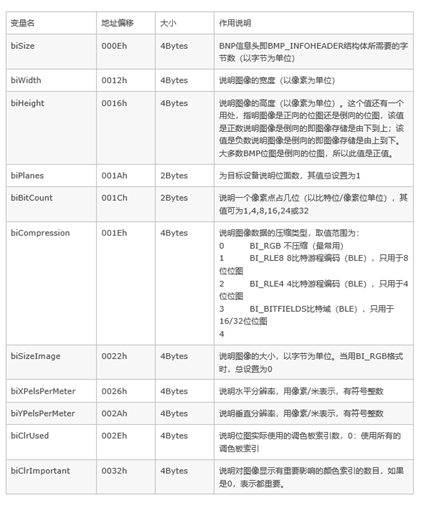 变量名 地址偏移 大小 作用说明
biSize 000Eh 4Bytes BNP信息头即BMP_INFOHEADER结构体所需要的字
节数（以字节为单位）
biWidth 0012h 4Bytes 说明图像的宽度（以像素为单位）
biHeight 0016h 4Bytes 说明图像的高度（以像素为单位）。这个值还有一个
用处，指明图像是正向的位图还是倒向的位图，该值
是正数说明图像是倒向的即图像存储是由下到上；该
值是负数说明图像是倒向的即图像存储是由上到下。
大多数BMP位图是倒向的位图，所以此值是正值。
biPlanes 001Ah 2Bytes 为目标设备说明位面数，其值总设置为1
biBitCount 001Ch 2Bytes 说明一个像素点占几位（以比特位/像素位单位），其
值可为1,4,8,16,24或32
biCompression 001Eh 4Bytes 说明图像数据的压缩类型，取值范围为：
0 BI_RGB 不压缩（最常用）
1 BI_RLE8 8比特游程编码（BLE），只用于8
位位图
2 BI_RLE4 4比特游程编码（BLE），只用于4
位位图
3 BI_BITFIELDS比特域（BLE），只用于
16/32位位图
4
biSizeImage 0022h 4Bytes 说明图像的大小，以字节为单位。当用BI_RGB格式
时，总设置为0
biXPelsPerMeter 0026h 4Bytes 说明水平分辨率，用像素/米表示，有符号整数
biYPelsPerMeter 002Ah 4Bytes 说明垂直分辨率，用像素/米表示，有符号整数
biClrUsed 002Eh 4Bytes 说明位图实际使用的调色板索引数，0：使用所有的
调色板索引
biClrImportant 0032h 4Bytes 说明对图像显示有重要影响的颜色索引的数目，如果
是0，表示都重要。